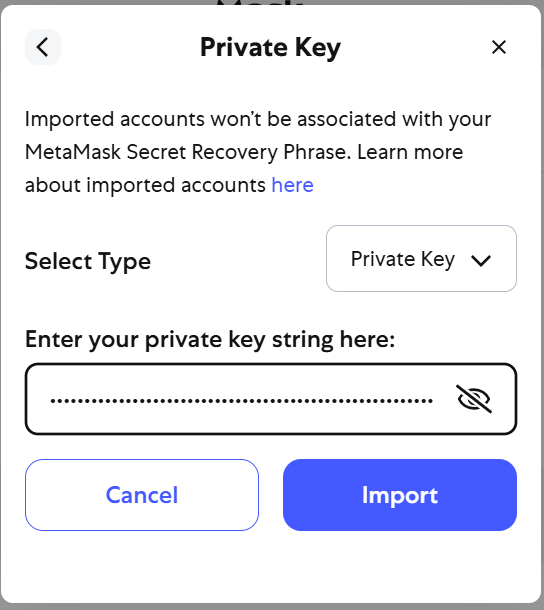 Private Key
Imported accounts won't be associated with your
MetaMask Secret Recovery Phrase. Learn more
about imported accounts here
Select Type
Private Key
Enter your private key string here:
Cancel
Import